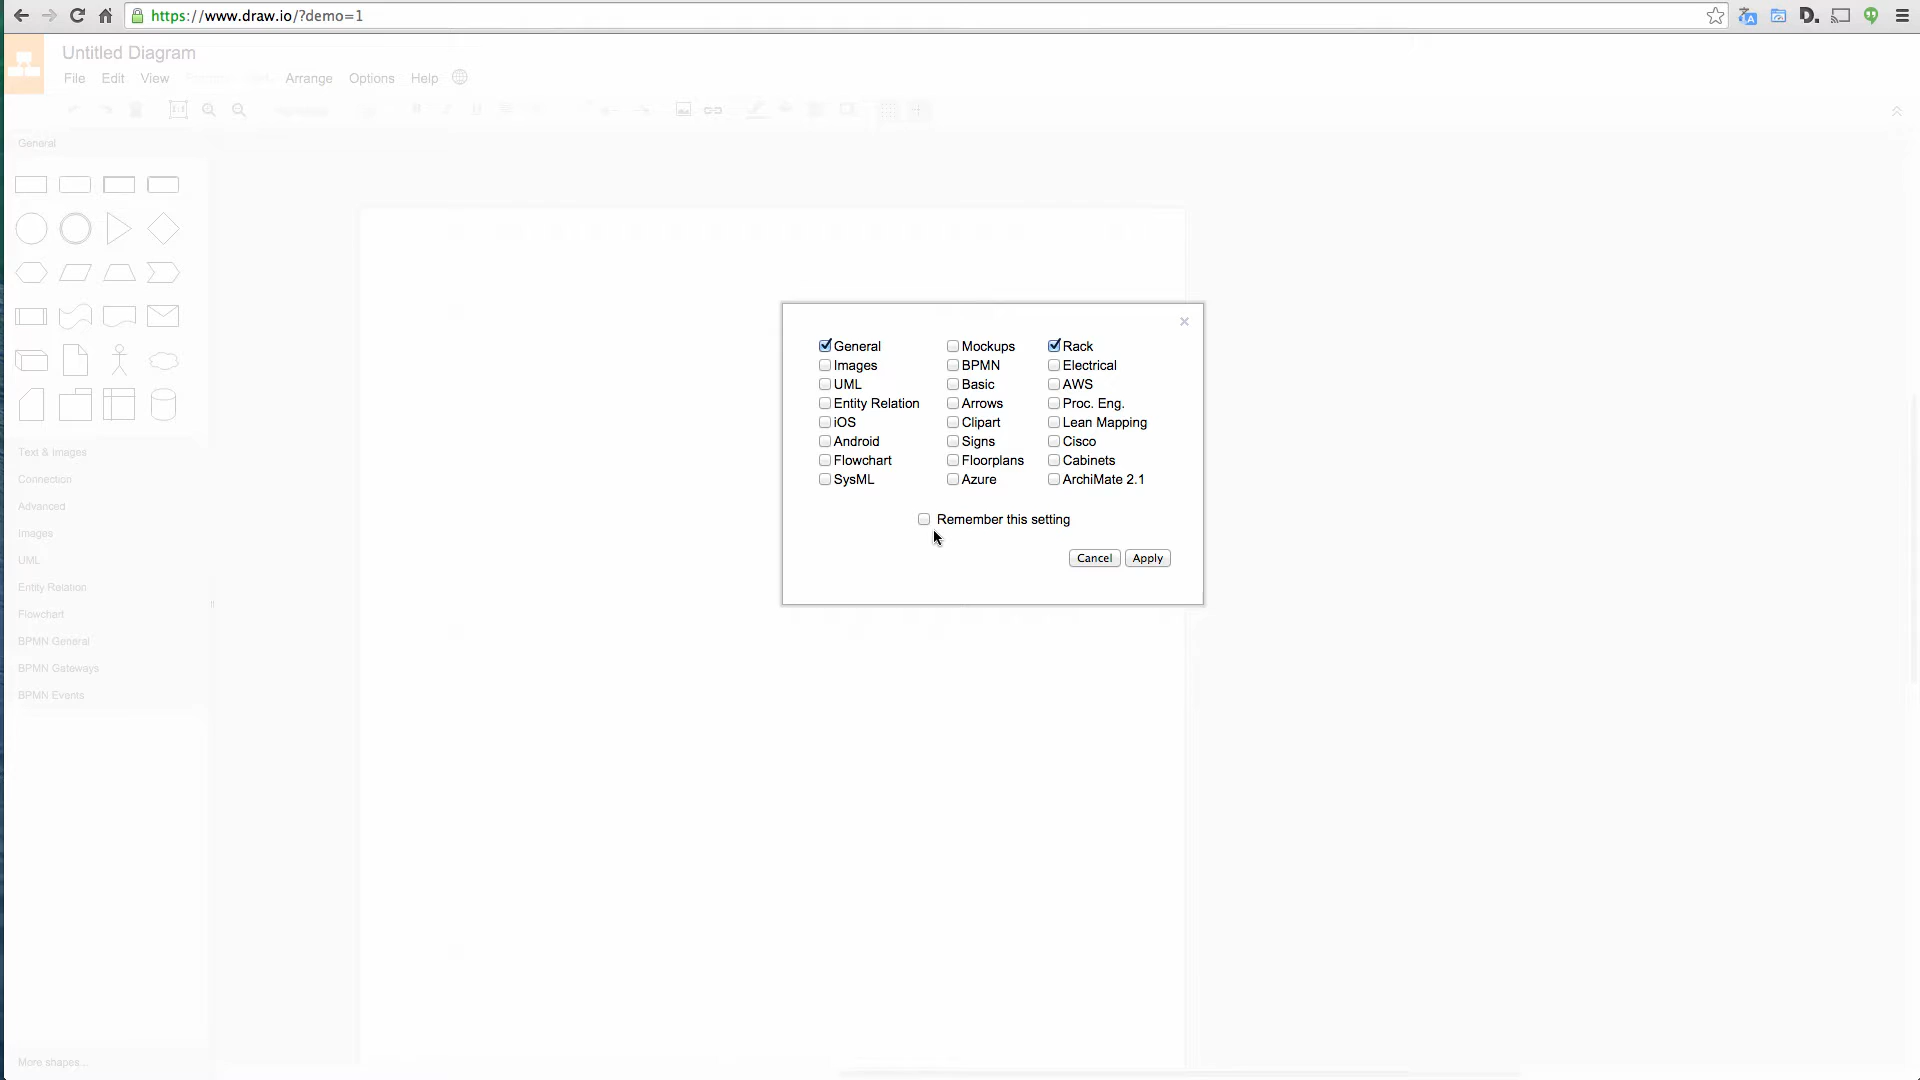 https://www.draw.io/?demo=1
Untitled Diagram
File Edit View Arrange Options Help
General
General Mockups Rack
Images BPMN Electrical
UML Basic AWS
Entity Relation Arrows Proc. Eng.
iOS Clipart Lean Mapping
Android Signs Cisco
Flowchart Floorplans Cabinets
SysML Azure ArchiMate 2.1
Remember this setting
Cancel Apply
Text & Images
Connection
Advanced
Images
UML
Entity Relation
Flowchart
BPMN General
BPMN Gateways
BPMN Events
More shapes...